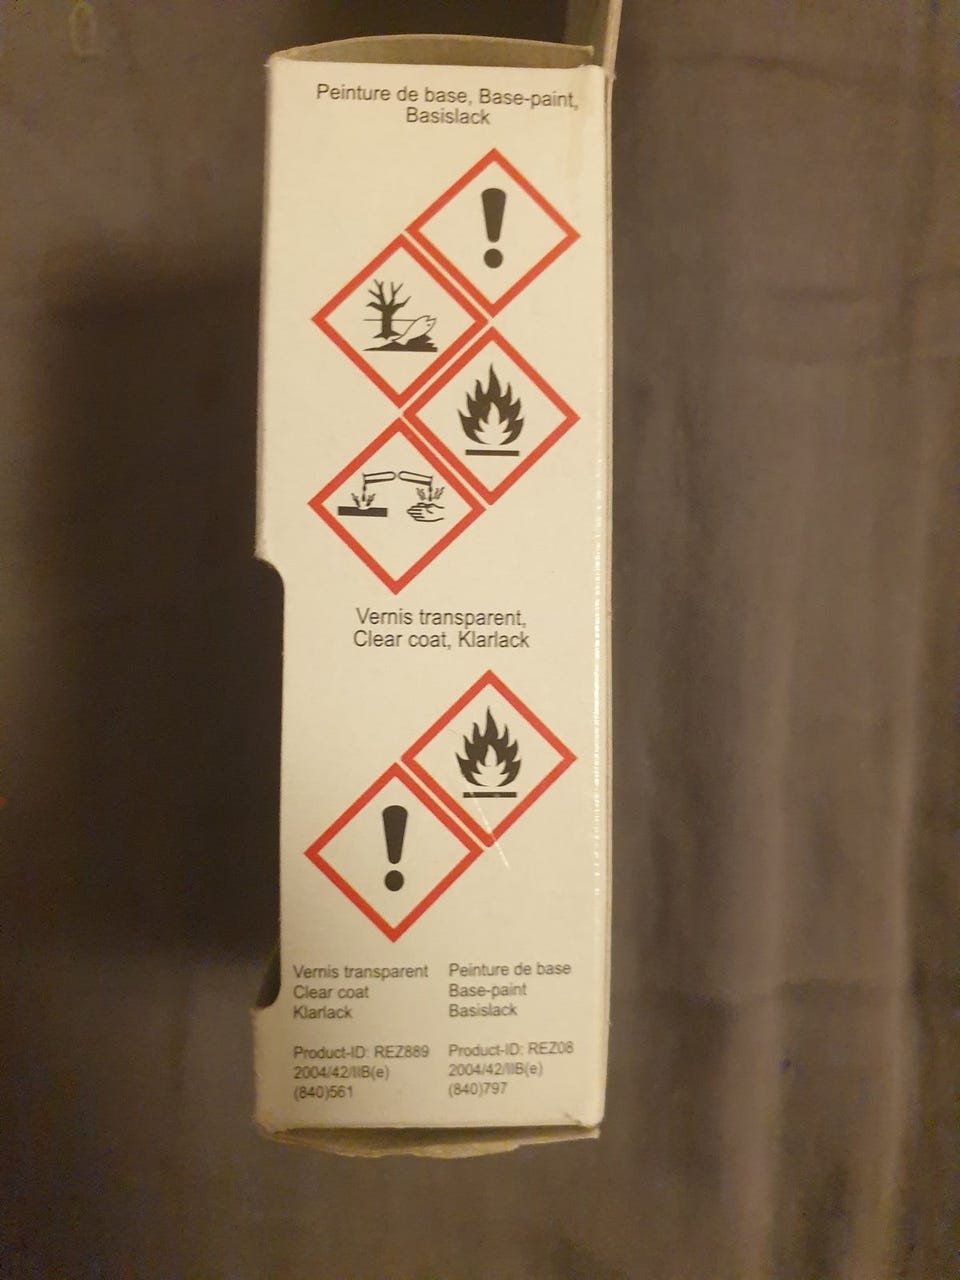 Peinture de base, Base-paint,
Basislack
Vernis transparent,
Clear coat, Klarlack
Vernis transparent
Clear coat
Klarlack
Product-ID: REZ889
2004/42/IIB(e)
(840)561
Peinture de base
Base-paint
Basislack
Product-ID: REZ08
2004/42/IIB(e)
(840)797